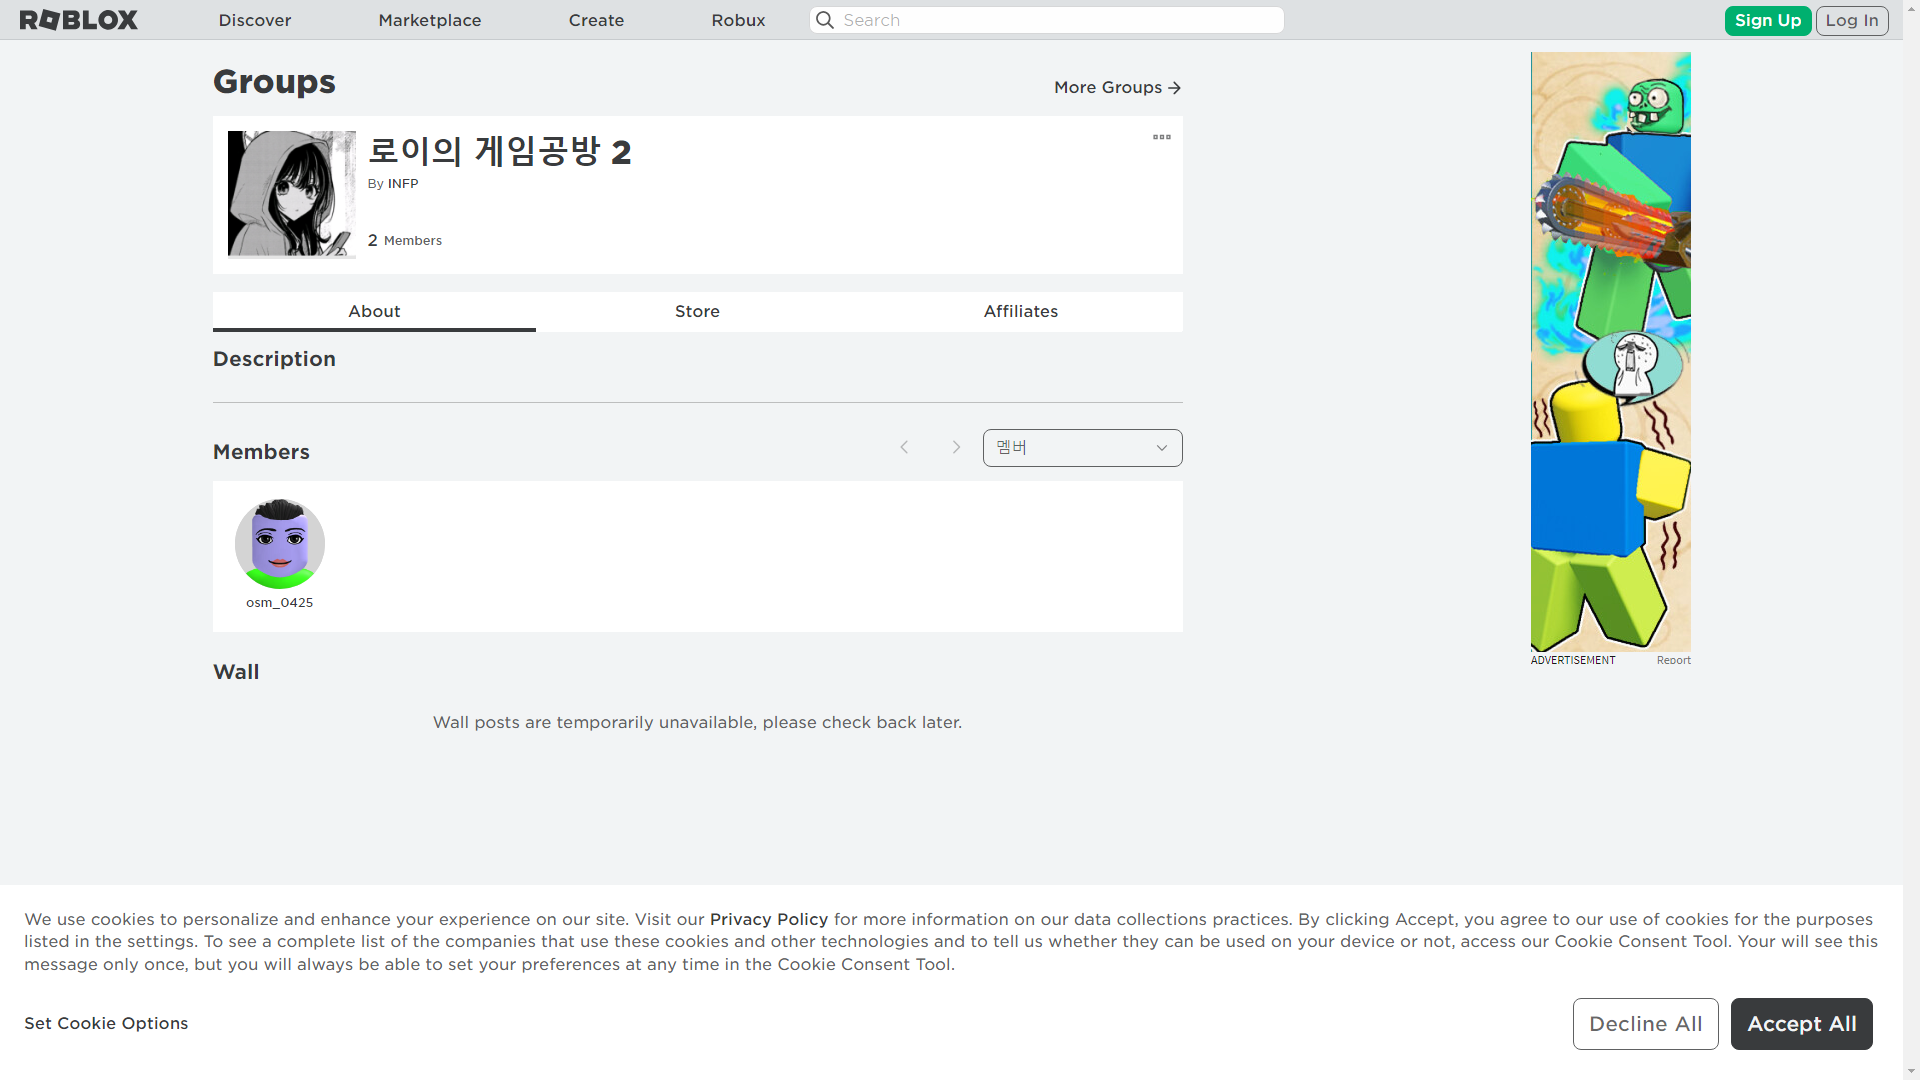 ROBLOX
Discover
Marketplace
Create
Robux
Search
Sign Up
Log In
Groups
More Groups
로이의 게임공방 2
By INFP
2 Members
About
Store
Affiliates
Description
Members
멤버
osm_0425
Wall
Wall posts are temporarily unavailable, please check back later.
ADVERTISEMENT
Report
We use cookies to personalize and enhance your experience on our site. Visit our Privacy Policy for more information on our data collections practices. By clicking Accept, you agree to our use of cookies for the purposes
listed in the settings. To see a complete list of the companies that use these cookies and other technologies and to tell us whether they can be used on your device or not, access our Cookie Consent Tool. Your will see this
message only once, but you will always be able to set your preferences at any time in the Cookie Consent Tool.
Set Cookie Options
Decline All
Accept All